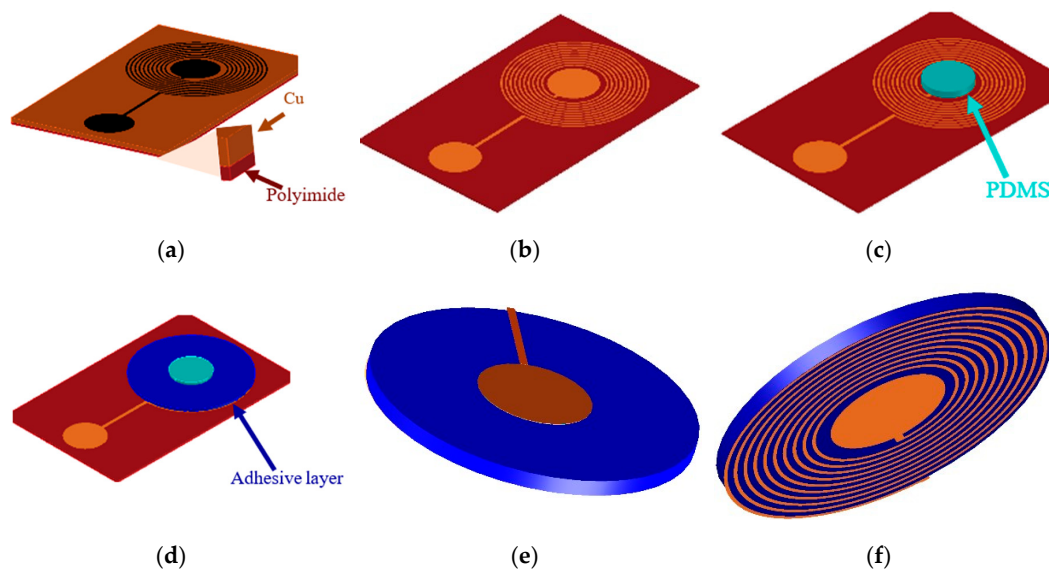 Cu
Polyimide
PDMS
(a)
(b)
(c)
Adhesive layer
(d)
(e)
(f)